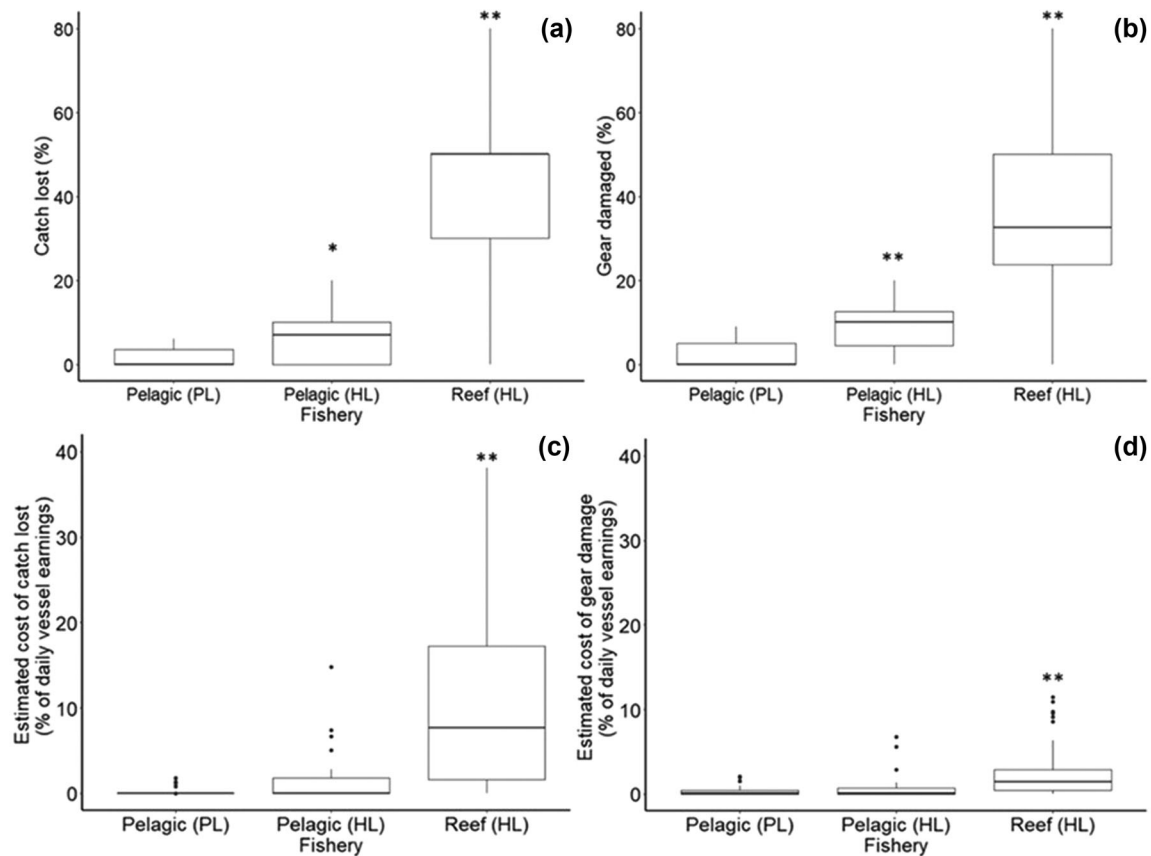 (a)
**
*
80
60
40
20
0
Catch lost (%)
Pelagic (PL) Pelagic (HL) Reef (HL)
Fishery
(b)
**
**
80
60
40
20
0
Gear damaged (%)
Pelagic (PL) Pelagic (HL) Reef (HL)
Fishery
(c)
**
40
30
20
10
0
Estimated cost of catch lost
(% of daily vessel earnings)
Pelagic (PL) Pelagic (HL) Reef (HL)
Fishery
(d)
**
40
30
20
10
0
Estimated cost of gear damage
(% of daily vessel earnings)
Pelagic (PL) Pelagic (HL) Reef (HL)
Fishery